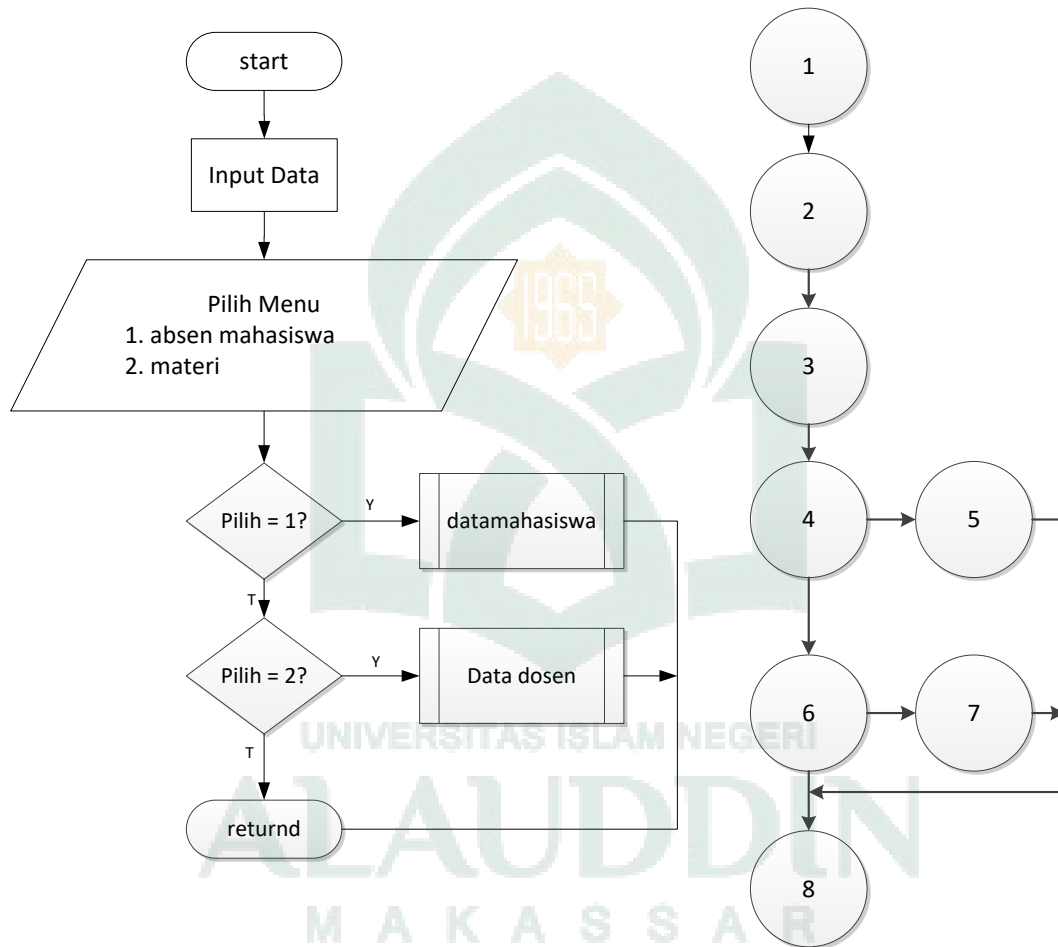 start
Input Data
Pilih Menu
1. absen mahasiswa
2. materi
Pilih = 1?
Y
datamahasiswa
T
Pilih = 2?
Y
Data dosen
T
returnd
1
2
3
4
5
6
7
8
1965
UNIVERSITAS ISLAM NEGERI
ALAUDDIN
MAKASSAR